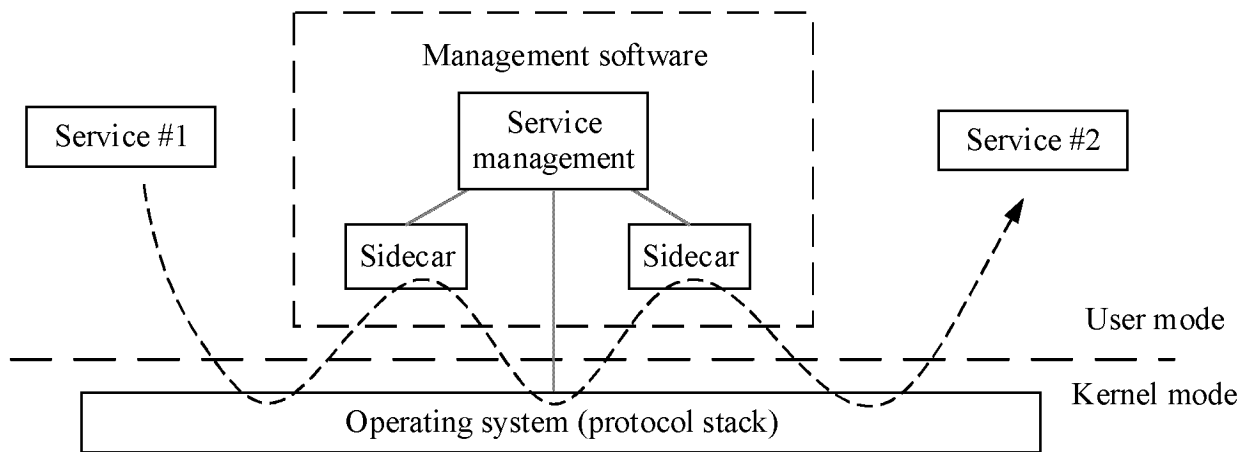 Management software
Service #1
Service
management
Service #2
Sidecar
Sidecar
User mode
Kernel mode
Operating system (protocol stack)